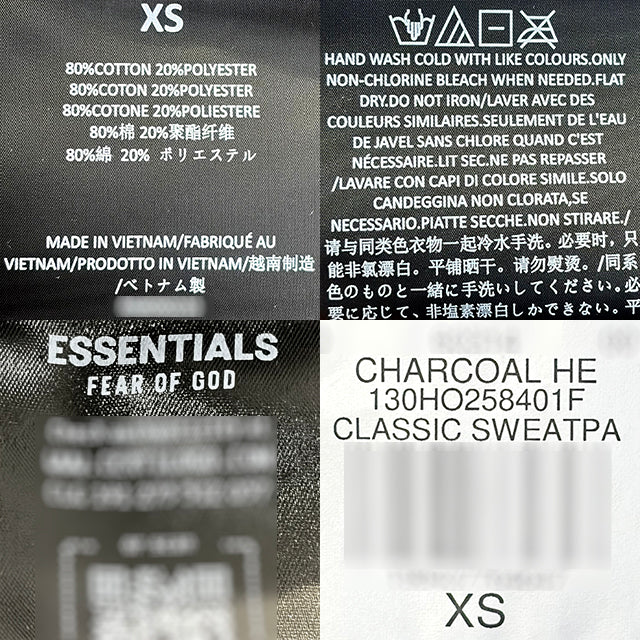 XS
80%COTTON 20%POLYESTER
80%COTON 20%POLYESTER
80%COTONE 20%POLIESTERE
80%棉 20%聚酯纤维
80%綿 20% ポリエステル
MADE IN VIETNAM/FABRIQUÉ AU
VIETNAM/PRODOTTO IN VIETNAM/越南制造
/ベトナム製
HAND WASH COLD WITH LIKE COLOURS.ONLY
NON-CHLORINE BLEACH WHEN NEEDED.FLAT
DRY.DO NOT IRON/LAVER AVEC DES
COULEURS SIMILAIRES.SEULEMENT DE L'EAU
DE JAVEL SANS CHLORE QUAND C'EST
NÉCESSAIRE.LIT SEC.NE PAS REPASSER
/LAVARE CON CAPI DI COLORE SIMILE.SOLO
CANDEGGINA NON CLORATA,SE
NECESSARIO.PIATTE SECCHE.NON STIRARE./
请与同类色衣物一起冷水手洗。必要时，只
能非氯漂白。平铺晒干。请勿熨烫。/同系
色のものと一緒に手洗いしてください。必
要に応じて、非塩素漂白しかできない。平
ESSENTIALS
FEAR OF GOD
CHARCOAL HE
130HO258401F
CLASSIC SWEATPA
XS